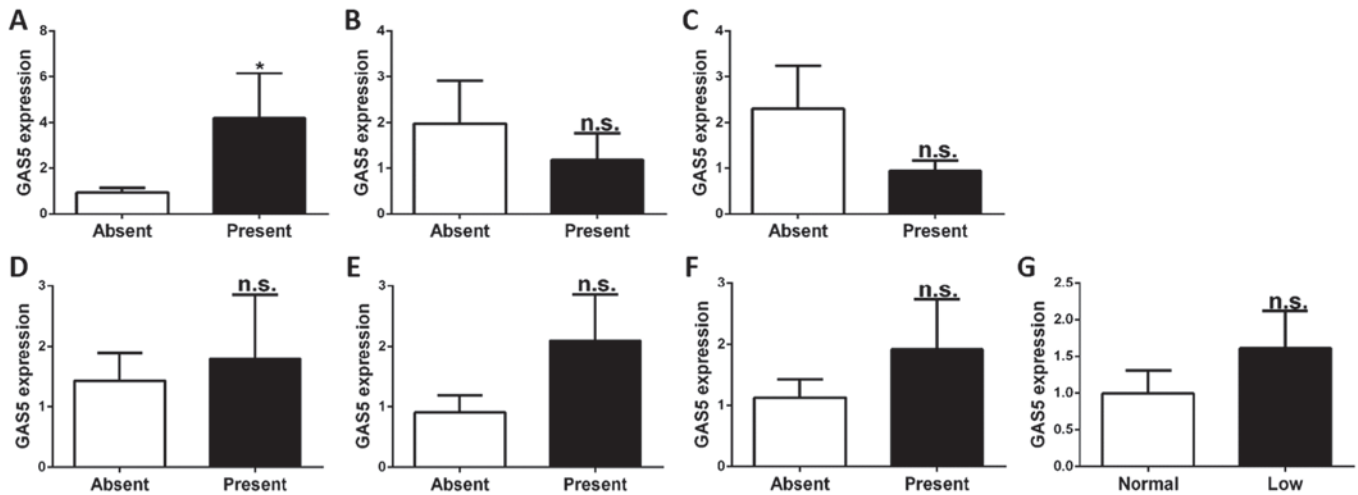 A
GAS5 expression
8
6
4
2
0
*
Absent Present
B
GAS5 expression
4
3
2
1
0
n.s.
Absent Present
C
GAS5 expression
4
3
2
1
0
n.s.
Absent Present
D
GAS5 expression
3
2
1
0
n.s.
Absent Present
E
GAS5 expression
3
2
1
0
n.s.
Absent Present
F
GAS5 expression
3
2
1
0
n.s.
Absent Present
G
GAS5 expression
2.5
2.0
1.5
1.0
0.5
0.0
n.s.
Normal Low